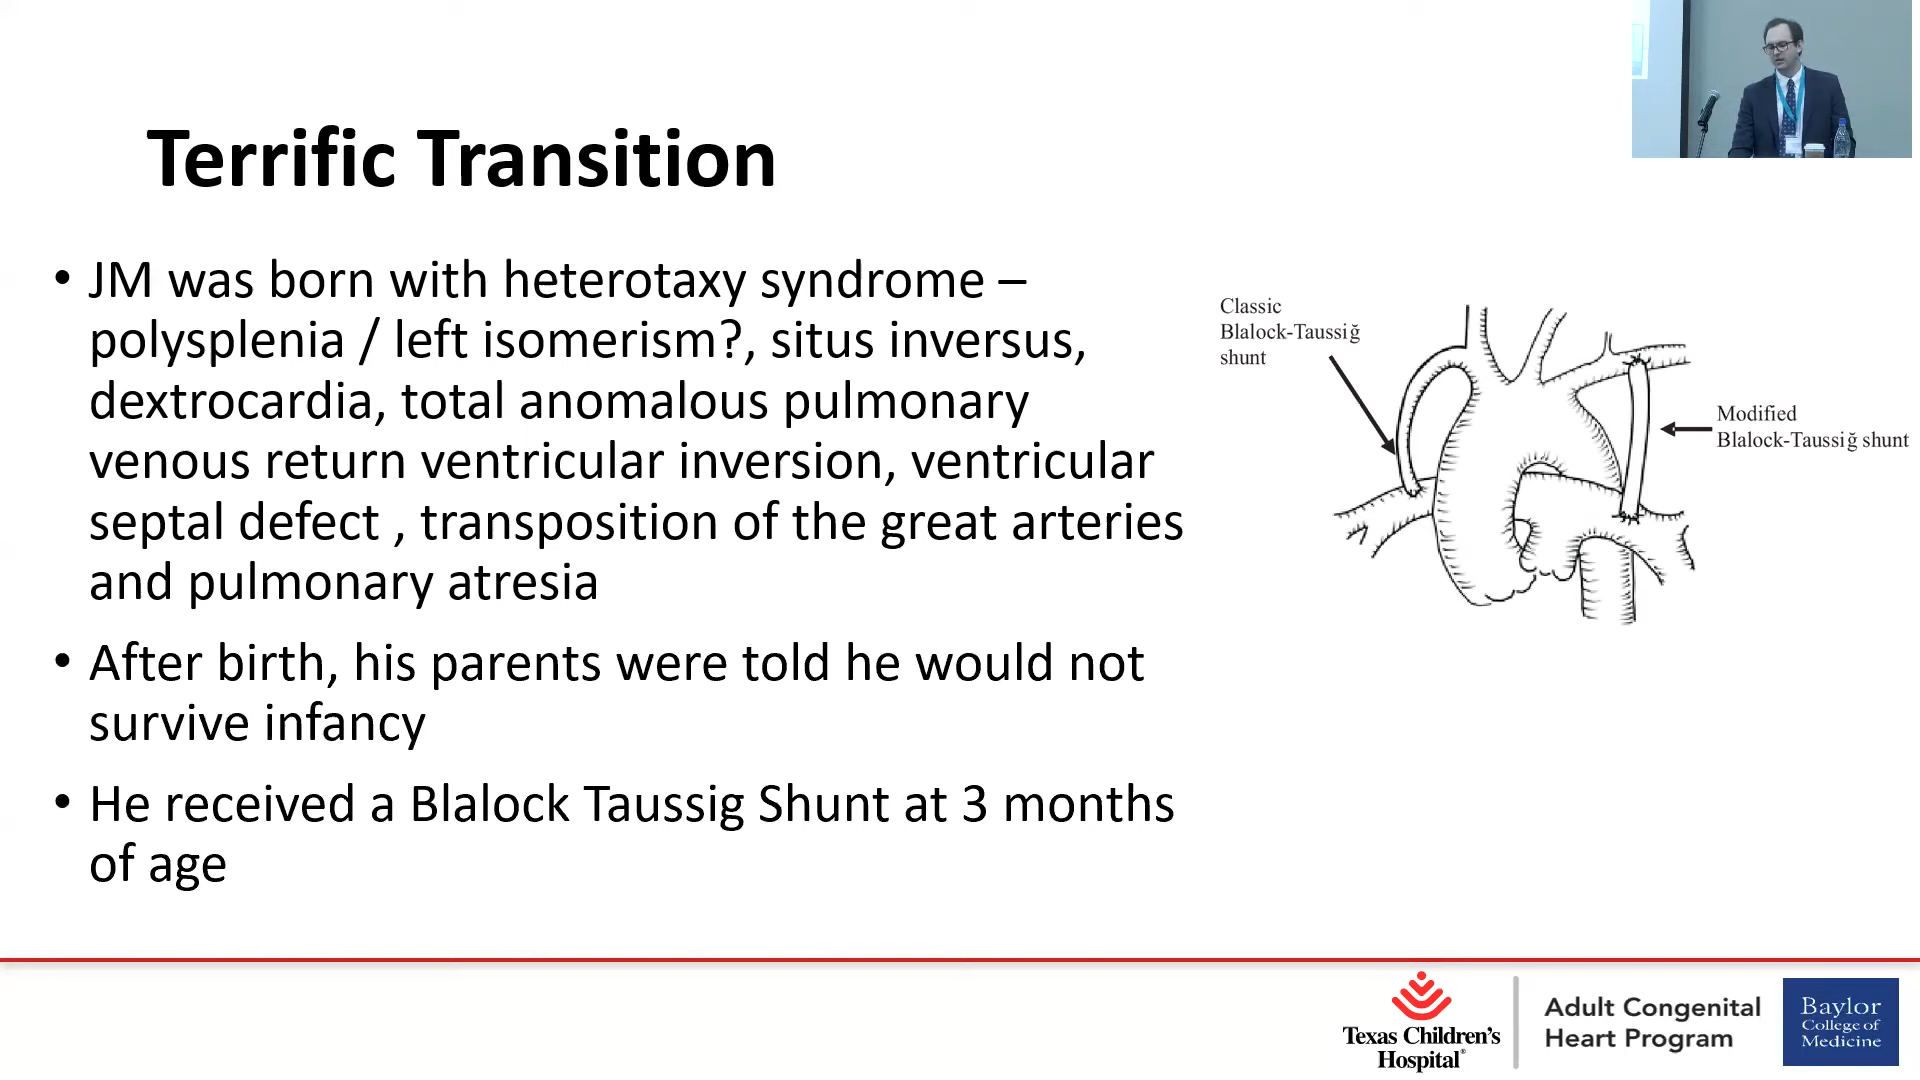 Terrific Transition
• JM was born with heterotaxy syndrome –
polysplenia / left isomerism?, situs inversus,
dextrocardia, total anomalous pulmonary
venous return ventricular inversion, ventricular
septal defect , transposition of the great arteries
and pulmonary atresia
• After birth, his parents were told he would not
survive infancy
• He received a Blalock Taussig Shunt at 3 months
of age
Classic
Blalock-Taussiğ
shunt
Modified
Blalock-Taussiğ shunt
Texas Children's
Hospital®
Adult Congenital
Heart Program
Baylor
College of
Medicine